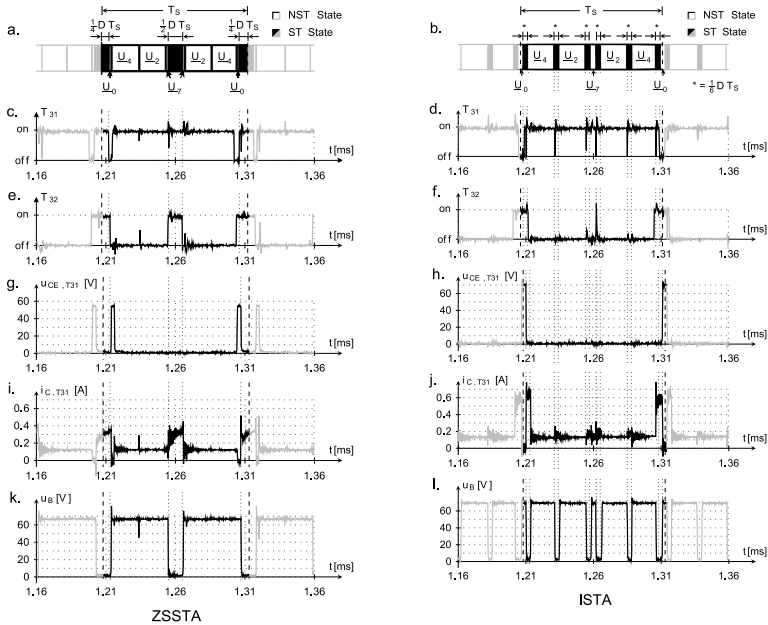 T_S
¼ D T_S
½ D T_S
¼ D T_S
NST State
ST State
a.
U_4
U_2
U_4
U_2
U_0
U_7
U_0
c.
T_31
on
off
t [ms]
1.16 1.21 1.26 1.31 1.36
e.
T_32
on
off
t [ms]
1.16 1.21 1.26 1.31 1.36
g.
u_CE,T31 [V]
60
40
20
0
t [ms]
1.16 1.21 1.26 1.31 1.36
i.
i_C,T31 [A]
0,6
0,4
0,2
0
t [ms]
1.16 1.21 1.26 1.31 1.36
k.
u_B [V]
80
60
40
20
0
t [ms]
1.16 1.21 1.26 1.31 1.36
ZSSTA
T_S
* * * * * *
NST State
ST State
b.
U_4
U_2
U_4
U_2
U_0
U_7
U_0
* = ⅙ D T_S
d.
T_31
on
off
t [ms]
1.16 1.21 1.26 1.31 1.36
f.
T_32
on
off
t [ms]
1.16 1.21 1.26 1.31 1.36
h.
u_CE,T31 [V]
60
40
20
0
t [ms]
1.16 1.21 1.26 1.31 1.36
j.
i_C,T31 [A]
0,6
0,4
0,2
0
t [ms]
1.16 1.21 1.26 1.31 1.36
l.
u_B [V]
60
40
20
0
t [ms]
1.16 1.21 1.26 1.31 1.36
ISTA